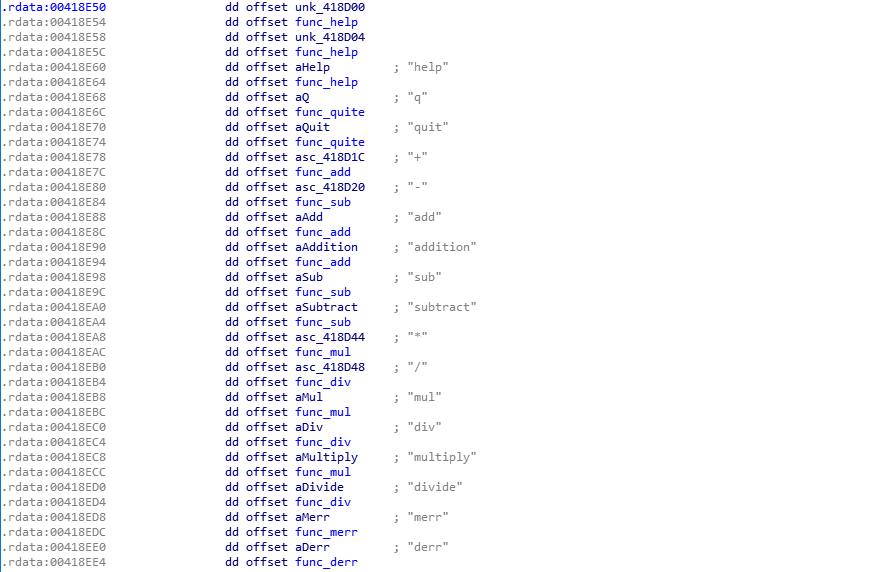 .rdata:00418E50 dd offset unk_418D00
.rdata:00418E54 dd offset func_help
.rdata:00418E58 dd offset unk_418D04
.rdata:00418E5C dd offset func_help
.rdata:00418E60 dd offset aHelp ; "help"
.rdata:00418E64 dd offset func_help
.rdata:00418E68 dd offset aQ ; "q"
.rdata:00418E6C dd offset func_quite
.rdata:00418E70 dd offset aQuit ; "quit"
.rdata:00418E74 dd offset func_quite
.rdata:00418E78 dd offset asc_418D1C ; "+"
.rdata:00418E7C dd offset func_add
.rdata:00418E80 dd offset asc_418D20 ; "-"
.rdata:00418E84 dd offset func_sub
.rdata:00418E88 dd offset aAdd ; "add"
.rdata:00418E8C dd offset func_add
.rdata:00418E90 dd offset aAddition ; "addition"
.rdata:00418E94 dd offset func_add
.rdata:00418E98 dd offset aSub ; "sub"
.rdata:00418E9C dd offset func_sub
.rdata:00418EA0 dd offset aSubtract ; "subtract"
.rdata:00418EA4 dd offset func_sub
.rdata:00418EA8 dd offset asc_418D44 ; "*"
.rdata:00418EAC dd offset func_mul
.rdata:00418EB0 dd offset asc_418D48 ; "/"
.rdata:00418EB4 dd offset func_div
.rdata:00418EB8 dd offset aMul ; "mul"
.rdata:00418EBC dd offset func_mul
.rdata:00418EC0 dd offset aDiv ; "div"
.rdata:00418EC4 dd offset func_div
.rdata:00418EC8 dd offset aMultiply ; "multiply"
.rdata:00418ECC dd offset func_mul
.rdata:00418ED0 dd offset aDivide ; "divide"
.rdata:00418ED4 dd offset func_div
.rdata:00418ED8 dd offset aMerr ; "merr"
.rdata:00418EDC dd offset func_merr
.rdata:00418EE0 dd offset aDerr ; "derr"
.rdata:00418EE4 dd offset func_derr